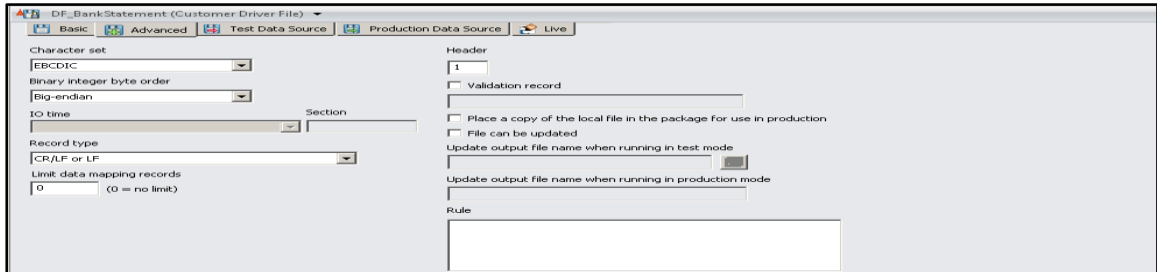 DF_BankStatement (Customer Driver File)
Basic Advanced Test Data Source Production Data Source Live
Character set
EBCDIC
Binary integer byte order
Big-endian
IO time Section
Record type
CR/LF or LF
Limit data mapping records
0 (0 = no limit)
Header
1
Validation record
Place a copy of the local file in the package for use in production
File can be updated
Update output file name when running in test mode
...
Update output file name when running in production mode
Rule